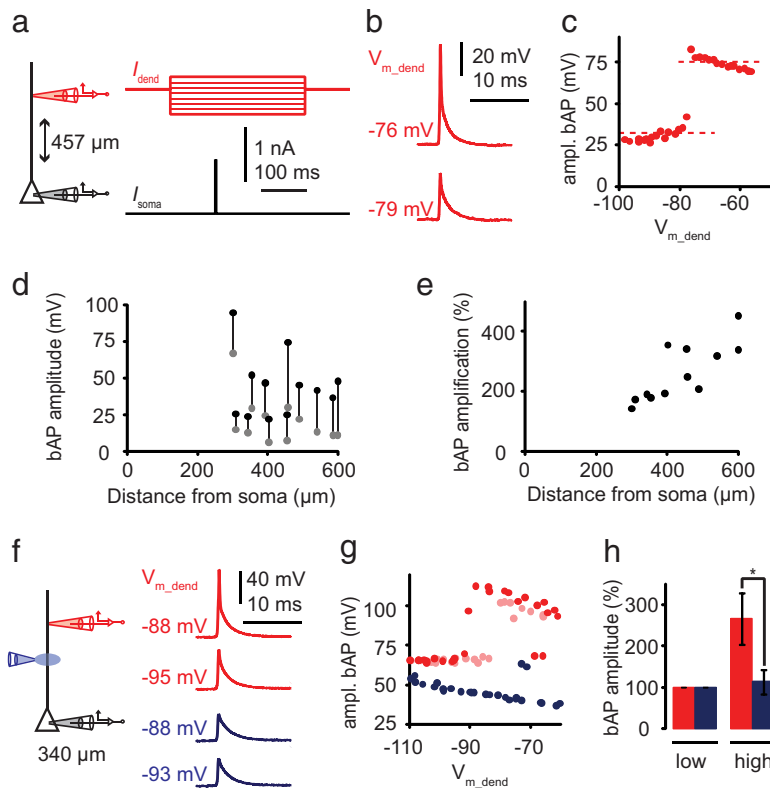 a
I_dend
457 µm
1 nA
100 ms
I_soma
b
V_m_dend
20 mV
10 ms
-76 mV
-79 mV
c
ampl. bAP (mV)
75
50
25
0
-100
-80
-60
V_m_dend
d
bAP amplitude (mV)
100
75
50
25
0
0
200
400
600
Distance from soma (µm)
e
bAP amplification (%)
400
200
0
0
200
400
600
Distance from soma (µm)
f
V_m_dend
40 mV
10 ms
-88 mV
-95 mV
-88 mV
-93 mV
340 µm
g
ampl. bAP (mV)
100
75
50
25
-110
-90
-70
V_m_dend
h
bAP amplitude (%)
300
200
100
0
*
low
high